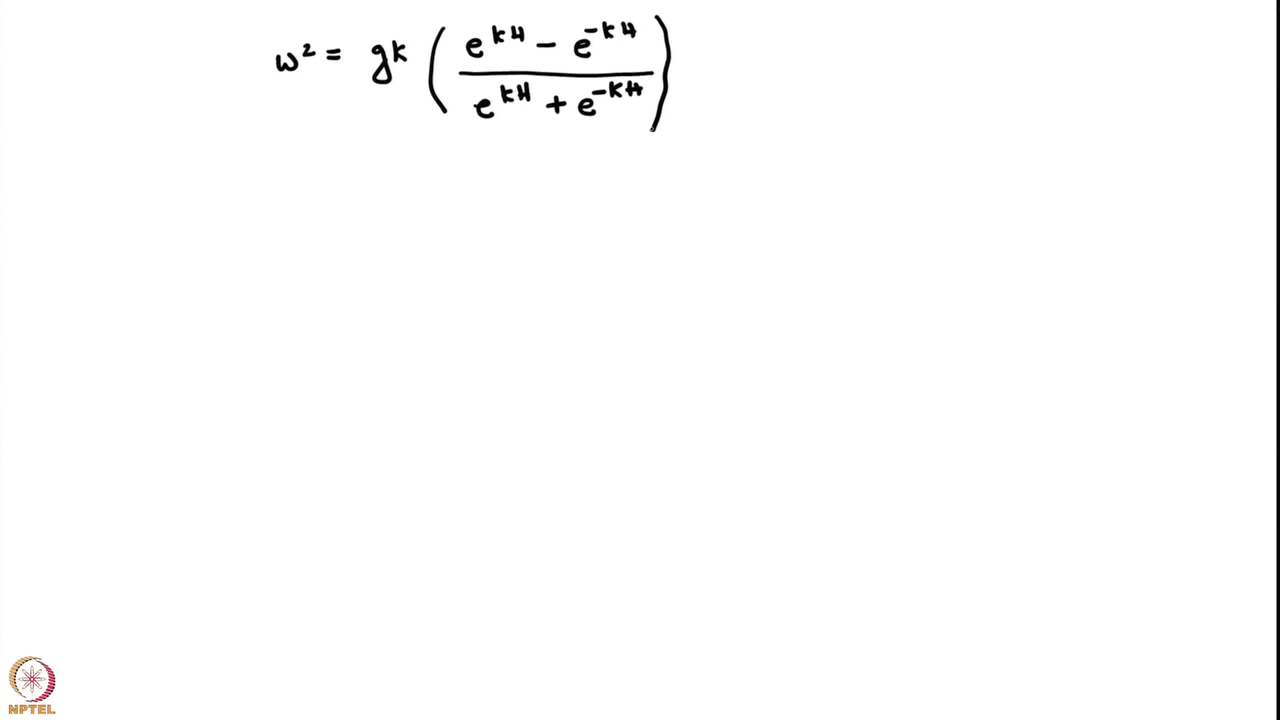 ω² = gk ( (e^{kH} − e^{−kH}) / (e^{kH} + e^{−kH}) )
NPTEL